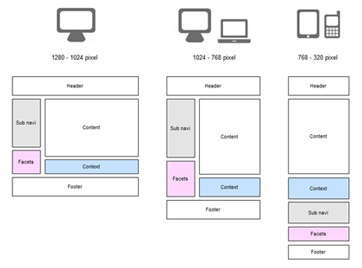 1280 - 1024 pixel
Header
Sub navi
Content
Facets
Context
Footer
1024 - 768 pixel
Header
Sub navi
Content
Facets
Context
Footer
768 - 320 pixel
Header
Content
Context
Sub navi
Facets
Footer